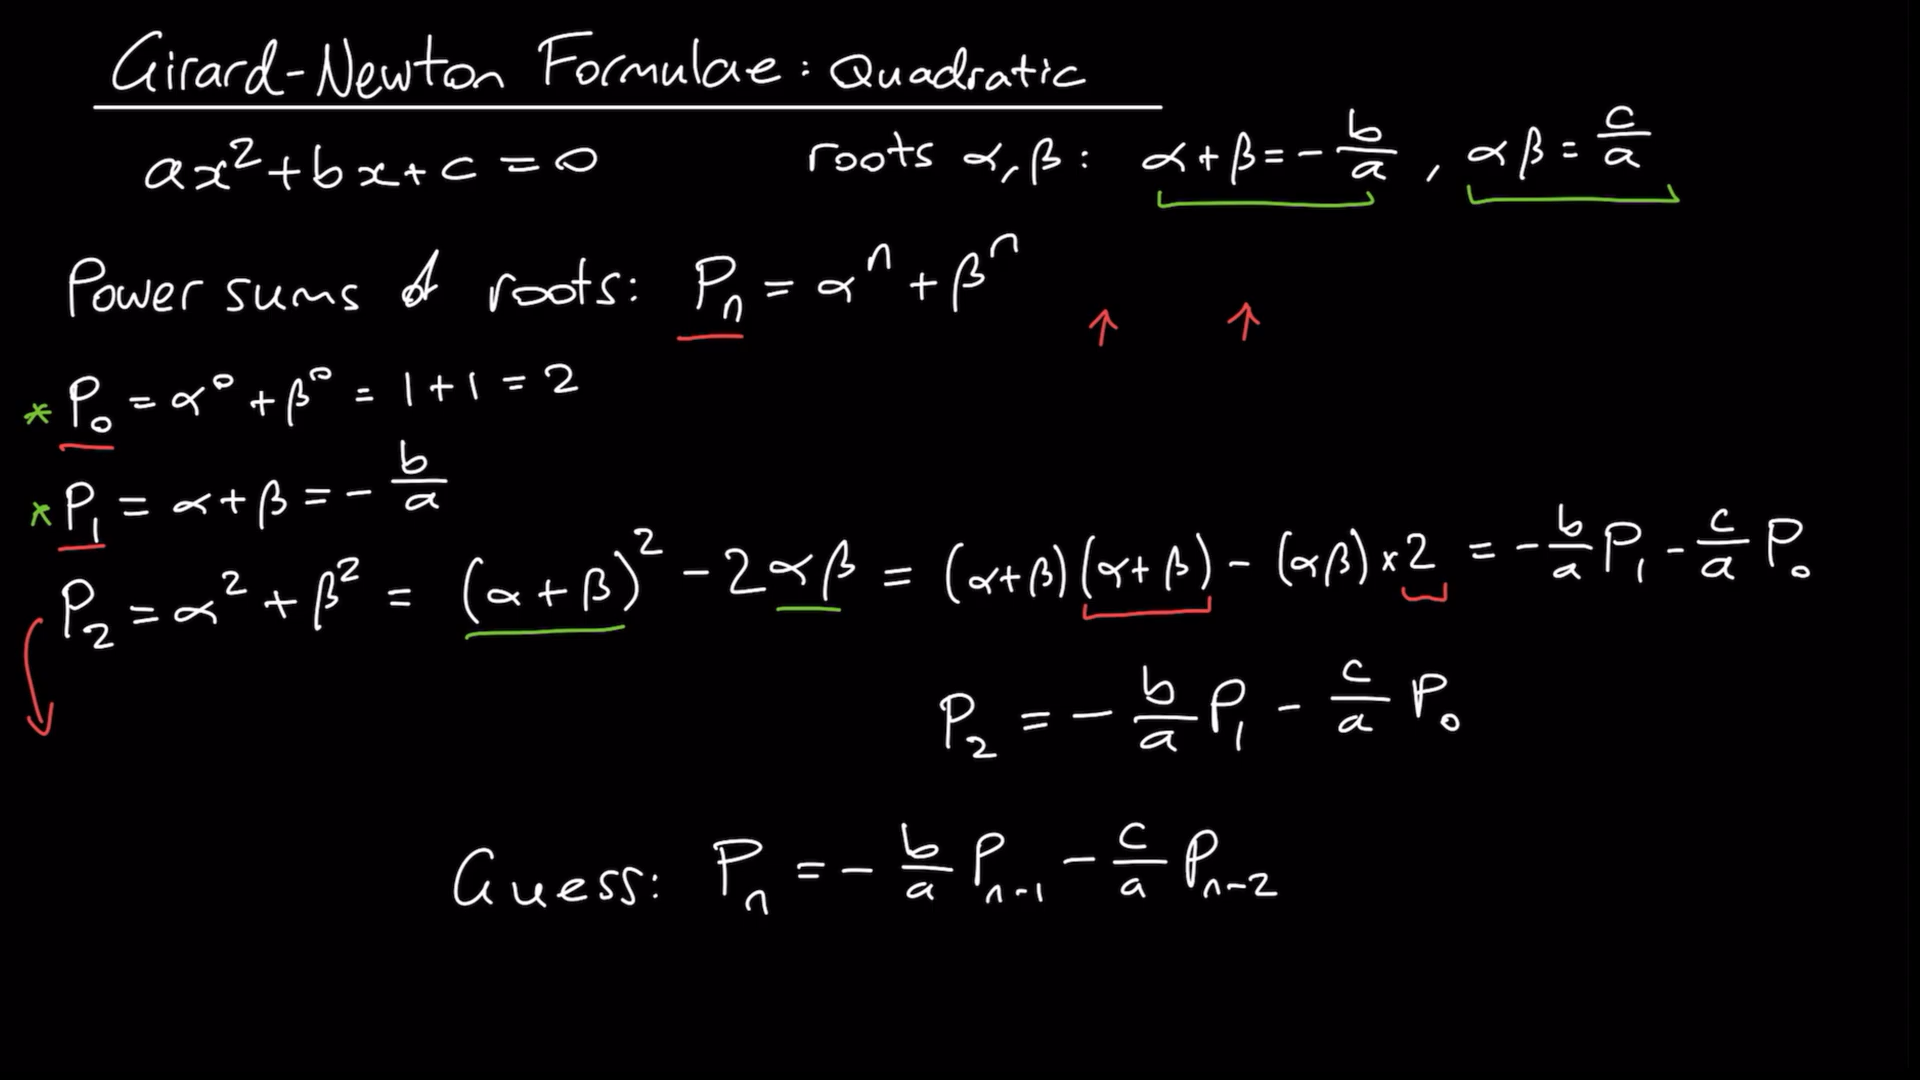 Girard-Newton Formulae: Quadratic
ax² + bx + c = 0 roots α, β: α + β = - b/a , αβ = c/a
Power sums of roots: Pₙ = αⁿ + βⁿ
* P₀ = α⁰ + β⁰ = 1 + 1 = 2
* P₁ = α + β = - b/a
P₂ = α² + β² = (α + β)² - 2αβ = (α+β)(α+β) - (αβ)×2 = - b/a P₁ - c/a P₀
P₂ = - b/a P₁ - c/a P₀
Guess: Pₙ = - b/a Pₙ₋₁ - c/a Pₙ₋₂